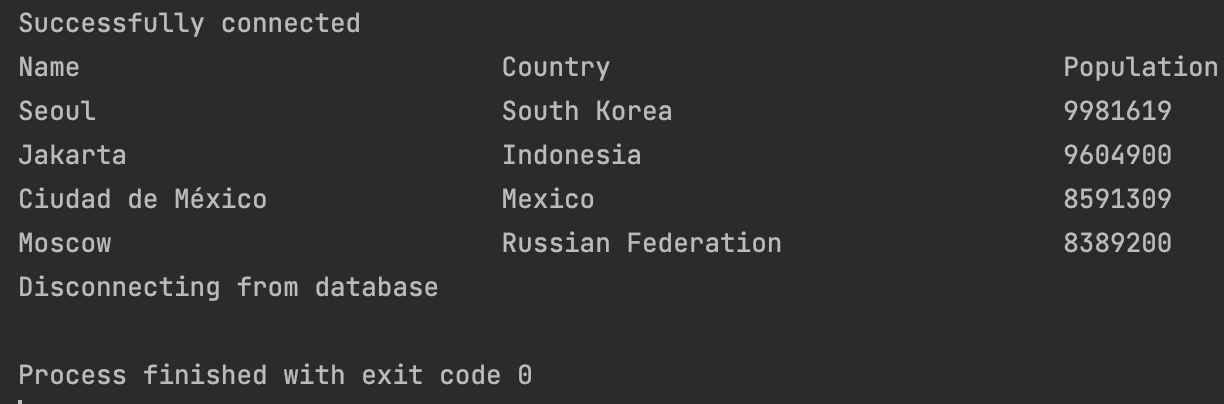 Successfully connected
Name Country Population
Seoul South Korea 9981619
Jakarta Indonesia 9604900
Ciudad de México Mexico 8591309
Moscow Russian Federation 8389200
Disconnecting from database
Process finished with exit code 0